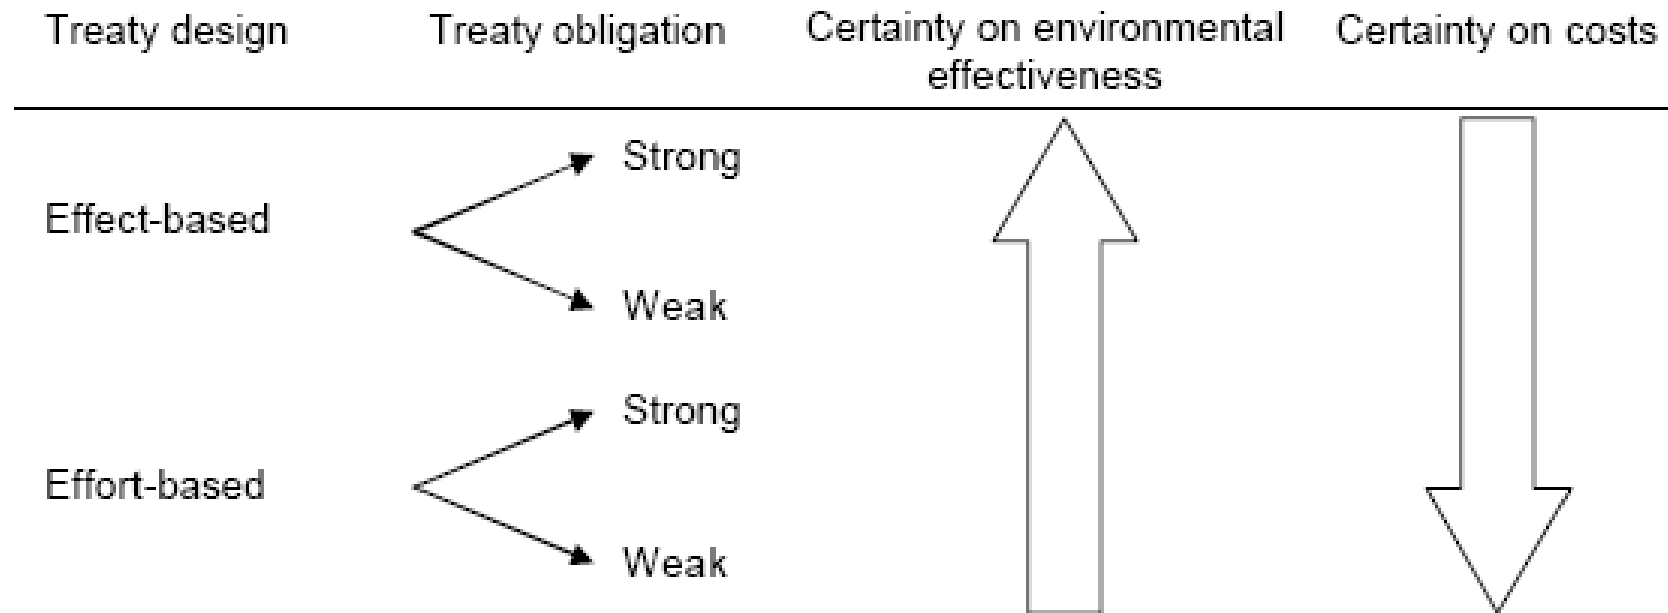 Treaty design
Treaty obligation
Certainty on environmental
effectiveness
Certainty on costs
Effect-based
Strong
Weak
Effort-based
Strong
Weak